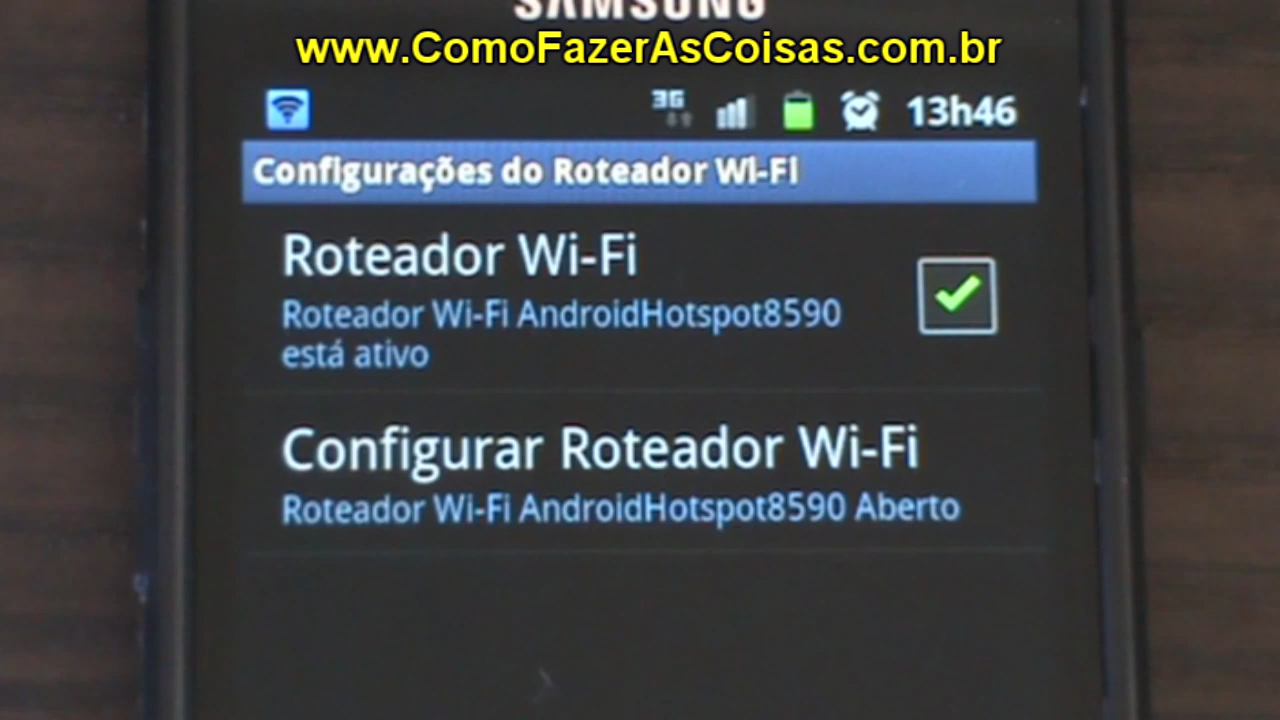 SAMSUNG
www.ComoFazerAsCoisas.com.br
3G 13h46
Configurações do Roteador Wi-Fi
Roteador Wi-Fi
Roteador Wi-Fi AndroidHotspot8590
está ativo
Configurar Roteador Wi-Fi
Roteador Wi-Fi AndroidHotspot8590 Aberto